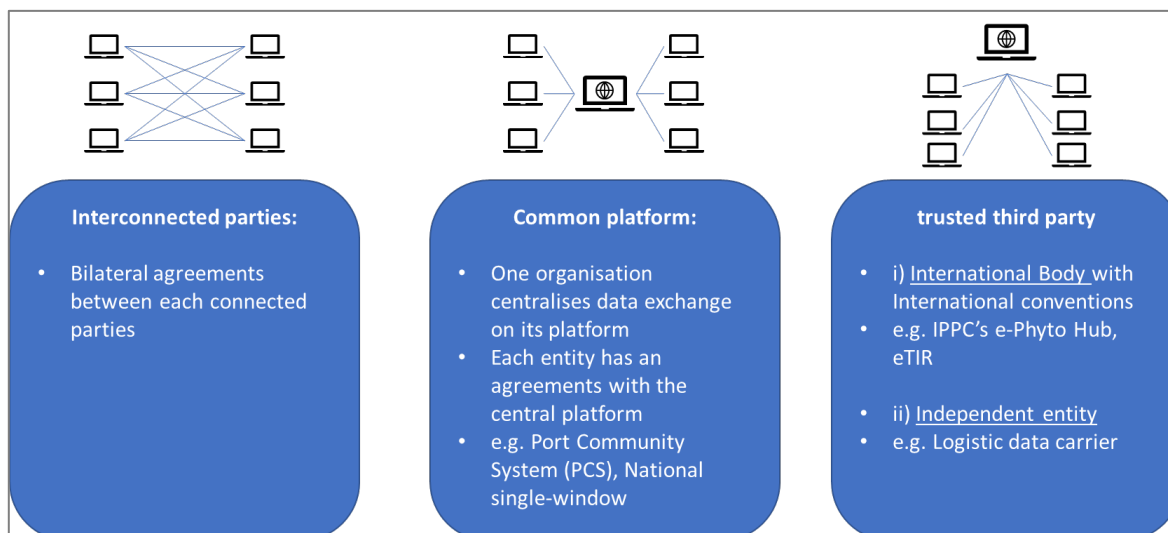 Interconnected parties:
• Bilateral agreements
between each connected
parties
Common platform:
• One organisation
centralises data exchange
on its platform
• Each entity has an
agreements with the
central platform
• e.g. Port Community
System (PCS), National
single-window
trusted third party
• i) International Body with
International conventions
• e.g. IPPC's e-Phyto Hub,
eTIR
• ii) Independent entity
• e.g. Logistic data carrier